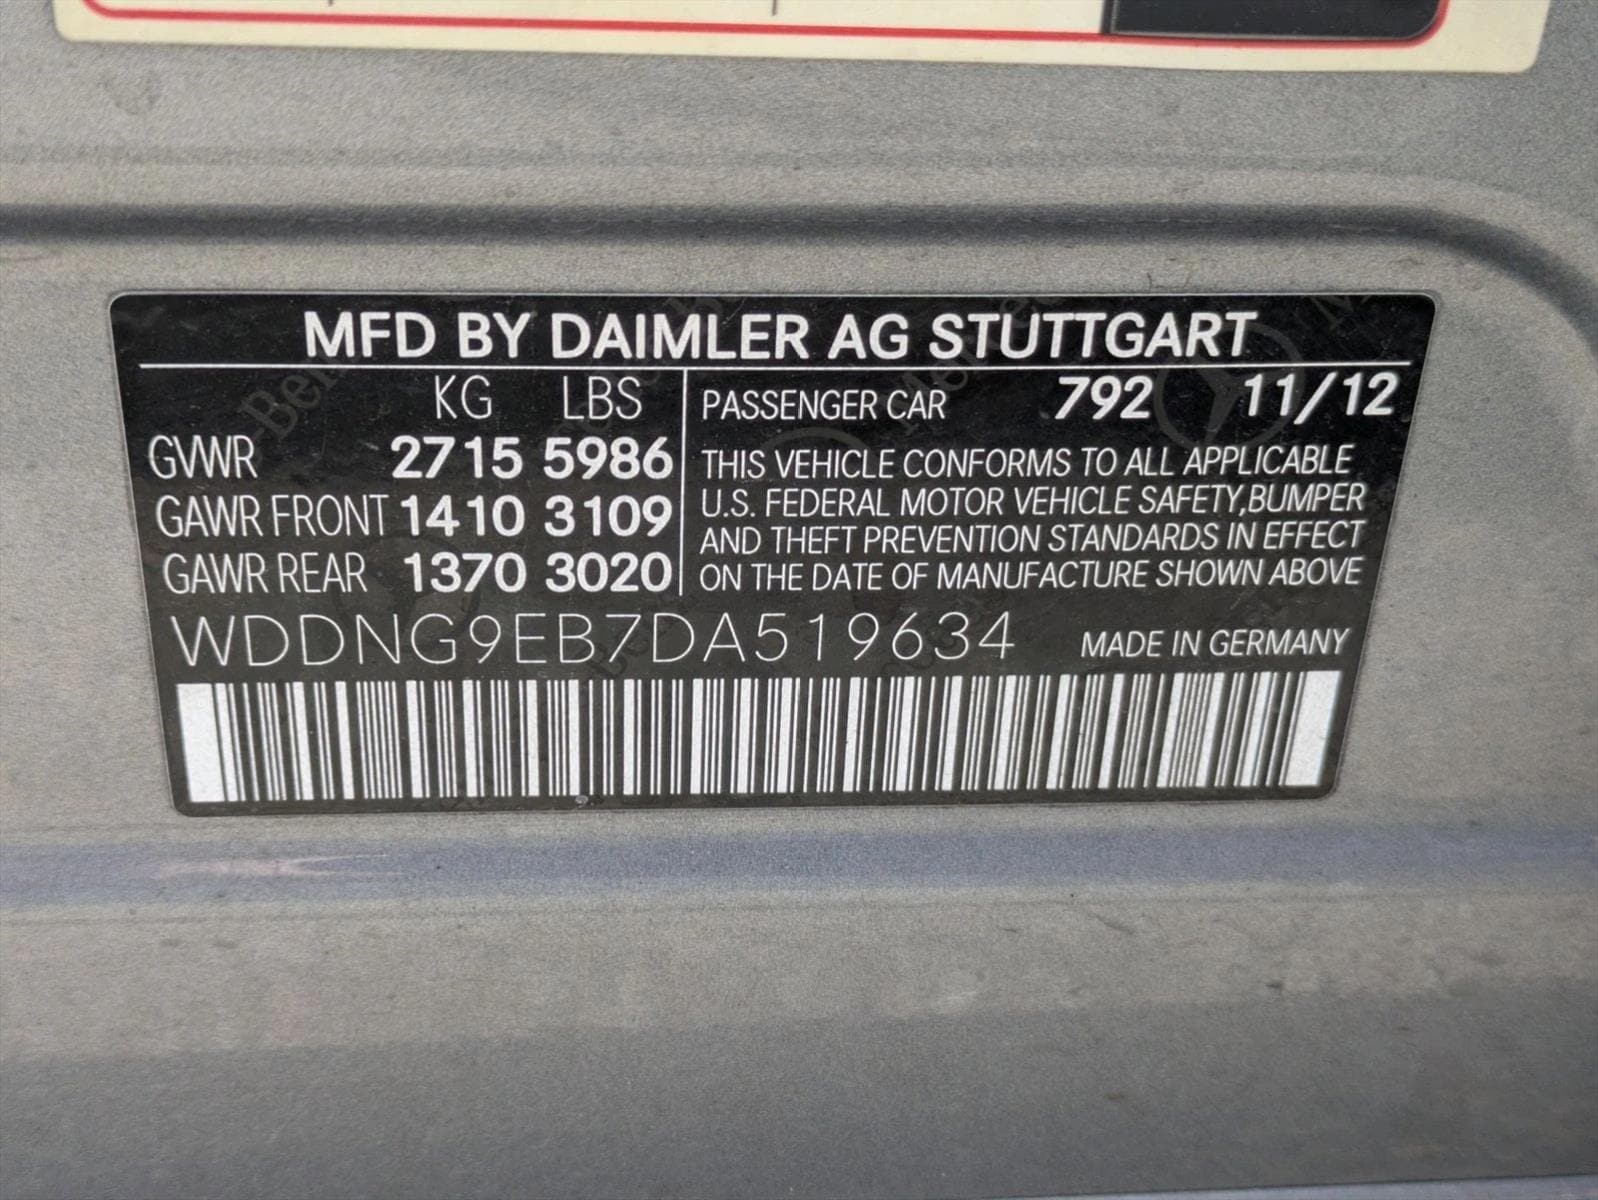 MFD BY DAIMLER AG STUTTGART
KG LBS
GVWR 2715 5986
GAWR FRONT 1410 3109
GAWR REAR 1370 3020
PASSENGER CAR 792 11/12
THIS VEHICLE CONFORMS TO ALL APPLICABLE
U.S. FEDERAL MOTOR VEHICLE SAFETY,BUMPER
AND THEFT PREVENTION STANDARDS IN EFFECT
ON THE DATE OF MANUFACTURE SHOWN ABOVE
WDDNG9EB7DA519634 MADE IN GERMANY